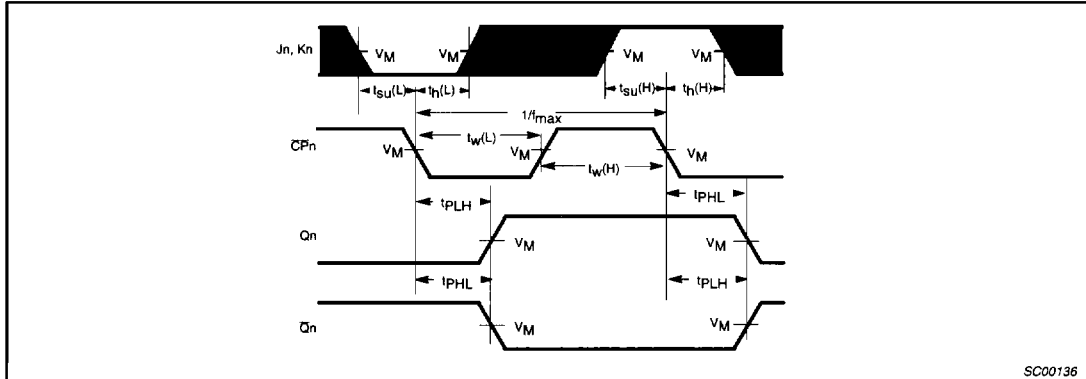 Jn, Kn VM VM VM VM
tsu(L) th(L) tsu(H) th(H)
1/fmax
CPn VM tw(L) VM tw(H) VM
tPLH tPHL
Qn VM VM
tPHL tPLH
Qn VM VM
SC00136